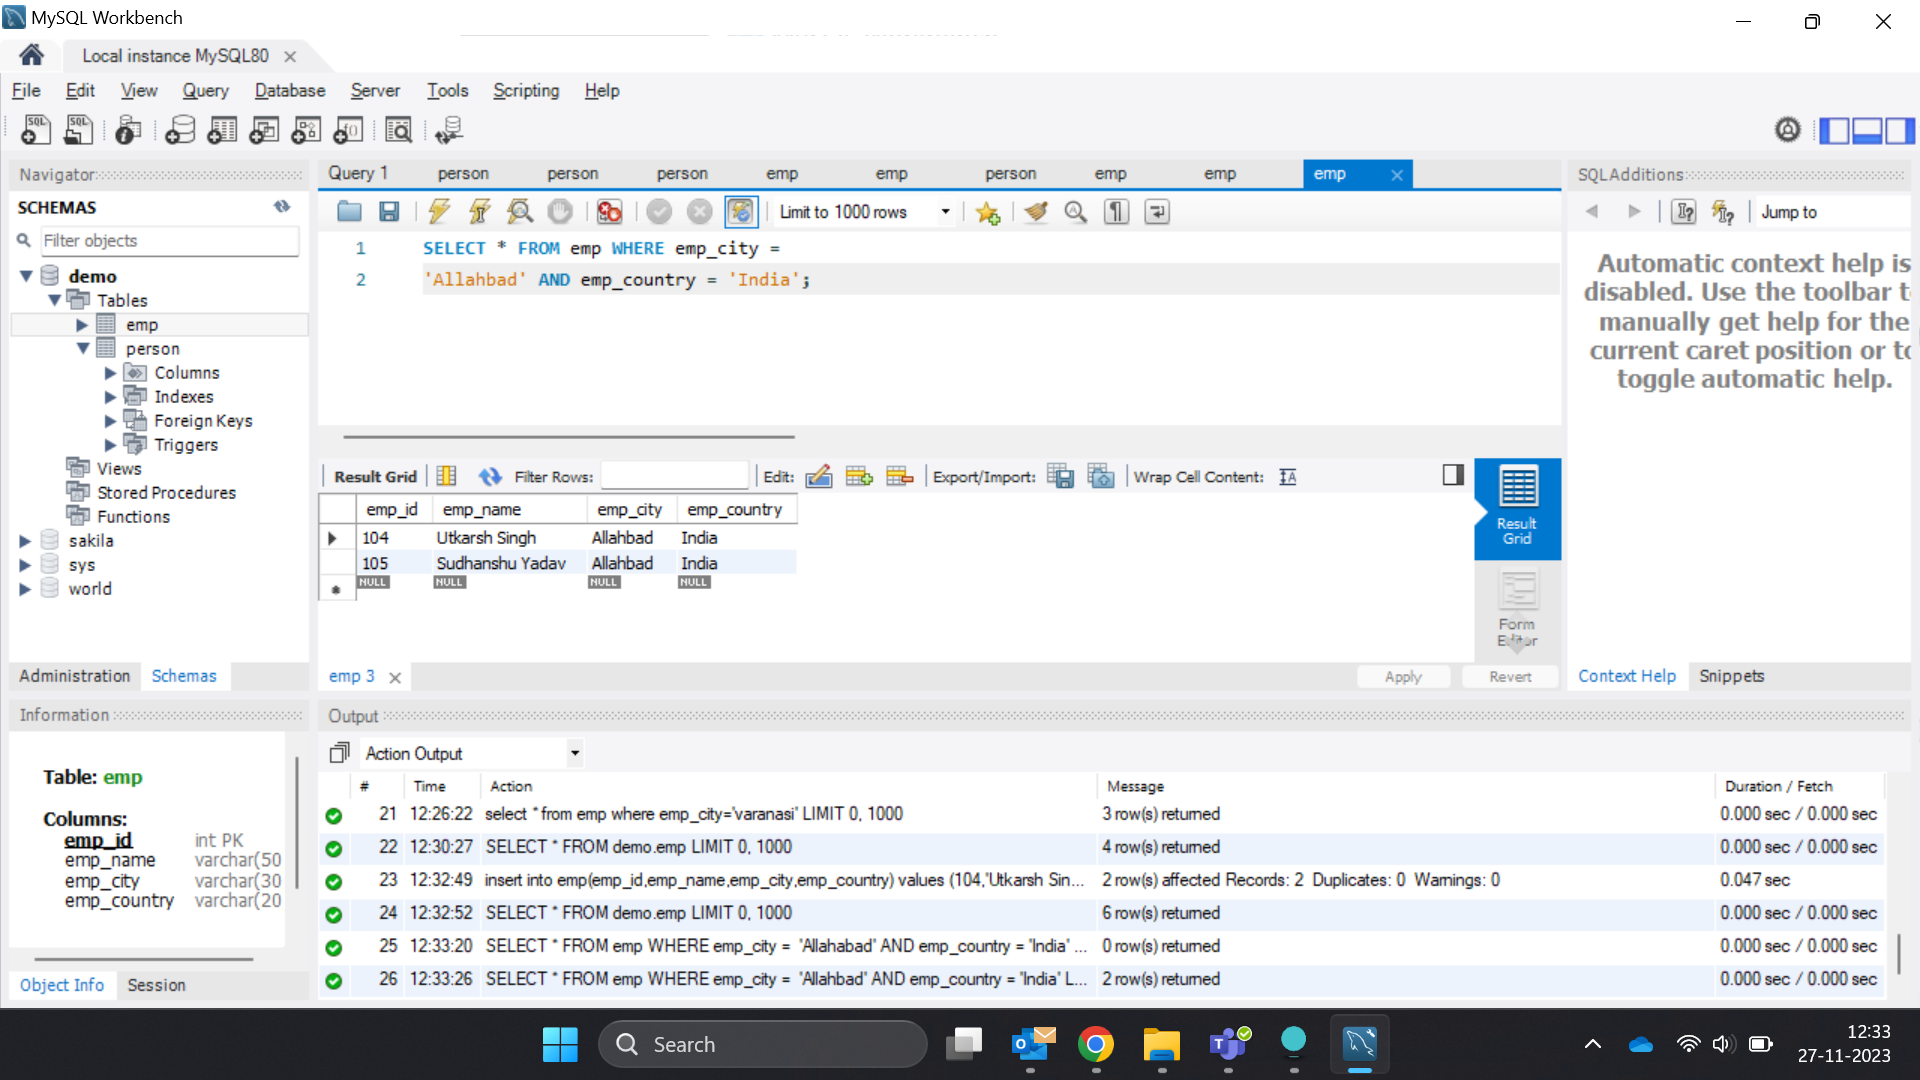 MySQL Workbench
Local instance MySQL80
File Edit View Query Database Server Tools Scripting Help
Navigator
SCHEMAS
Filter objects
demo
Tables
emp
person
Columns
Indexes
Foreign Keys
Triggers
Views
Stored Procedures
Functions
sakila
sys
world
Administration Schemas
Query 1 person person person emp emp person emp emp emp
Limit to 1000 rows
1 SELECT * FROM emp WHERE emp_city =
2 'Allahbad' AND emp_country = 'India';
Result Grid Filter Rows: Edit: Export/Import: Wrap Cell Content:
emp_id emp_name emp_city emp_country
104 Utkarsh Singh Allahbad India
105 Sudhanshu Yadav Allahbad India
NULL NULL NULL NULL
Result
Grid
Form
Editor
emp 3
Apply Revert
SQLAdditions
Jump to
Automatic context help is
disabled. Use the toolbar t
manually get help for the
current caret position or to
toggle automatic help.
Context Help Snippets
Information
Table: emp
Columns:
emp_id int PK
emp_name varchar(50
emp_city varchar(30
emp_country varchar(20
Object Info Session
Output
Action Output
# Time Action Message Duration / Fetch
21 12:26:22 select * from emp where emp_city='varanasi' LIMIT 0, 1000 3 row(s) returned 0.000 sec / 0.000 sec
22 12:30:27 SELECT * FROM demo.emp LIMIT 0, 1000 4 row(s) returned 0.000 sec / 0.000 sec
23 12:32:49 insert into emp(emp_id,emp_name,emp_city,emp_country) values (104,'Utkarsh Sin... 2 row(s) affected Records: 2 Duplicates: 0 Warnings: 0 0.047 sec
24 12:32:52 SELECT * FROM demo.emp LIMIT 0, 1000 6 row(s) returned 0.000 sec / 0.000 sec
25 12:33:20 SELECT * FROM emp WHERE emp_city = 'Allahabad' AND emp_country = 'India' ... 0 row(s) returned 0.000 sec / 0.000 sec
26 12:33:26 SELECT * FROM emp WHERE emp_city = 'Allahbad' AND emp_country = 'India' L... 2 row(s) returned 0.000 sec / 0.000 sec
Search
12:33
27-11-2023